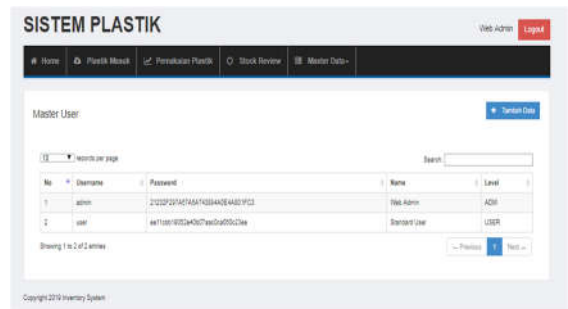 SISTEM PLASTIK
Web Admin Logout
Home Plastik Masuk Pemakaian Plastik Stock Review Master Data
Master User
+ Tambah Data
10 records per page
Search:
No Username Password Name Level
1 admin Web Admin ADM
2 user Standard User USER
Showing 1 to 2 of 2 entries
← Previous 1 Next →
Copyright 2019 Inventory System